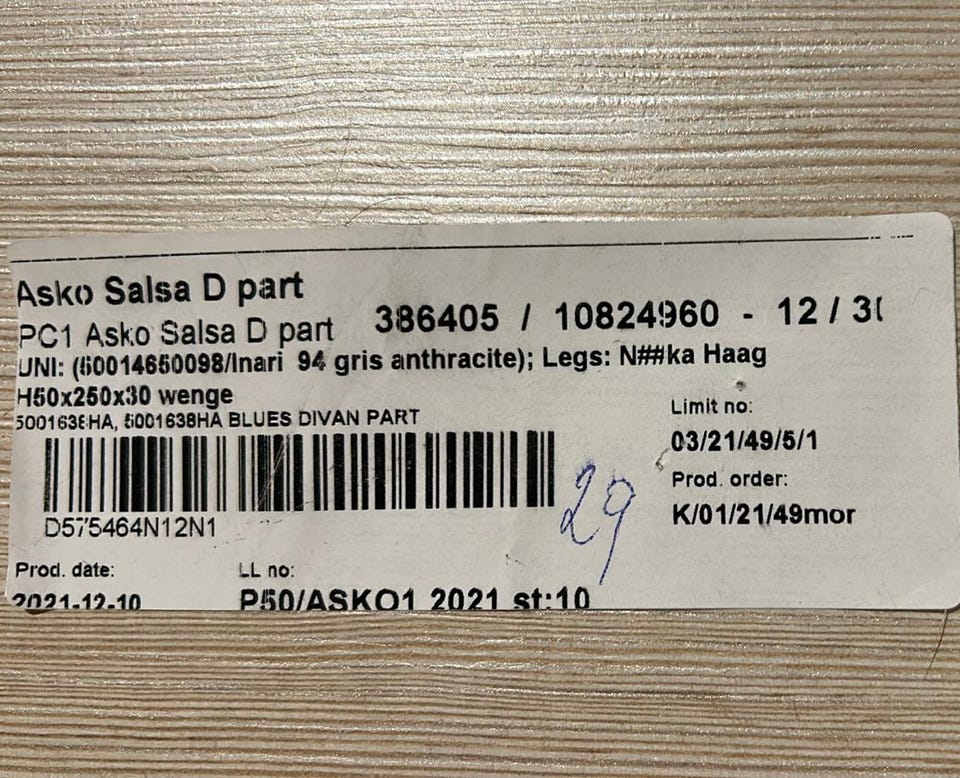 Asko Salsa D part
PC1 Asko Salsa D part 386405 / 10824960 - 12 / 30
UNI: (50014650098/Inari 94 gris anthracite); Legs: N##ka Haag
H50x250x30 wenge
5001638HA, 5001638HA BLUES DIVAN PART
Limit no:
03/21/49/5/1
Prod. order:
K/01/21/49mor
D575464N12N1
29
Prod. date: LL no:
2021-12-10 P50/ASKO1 2021 st:10